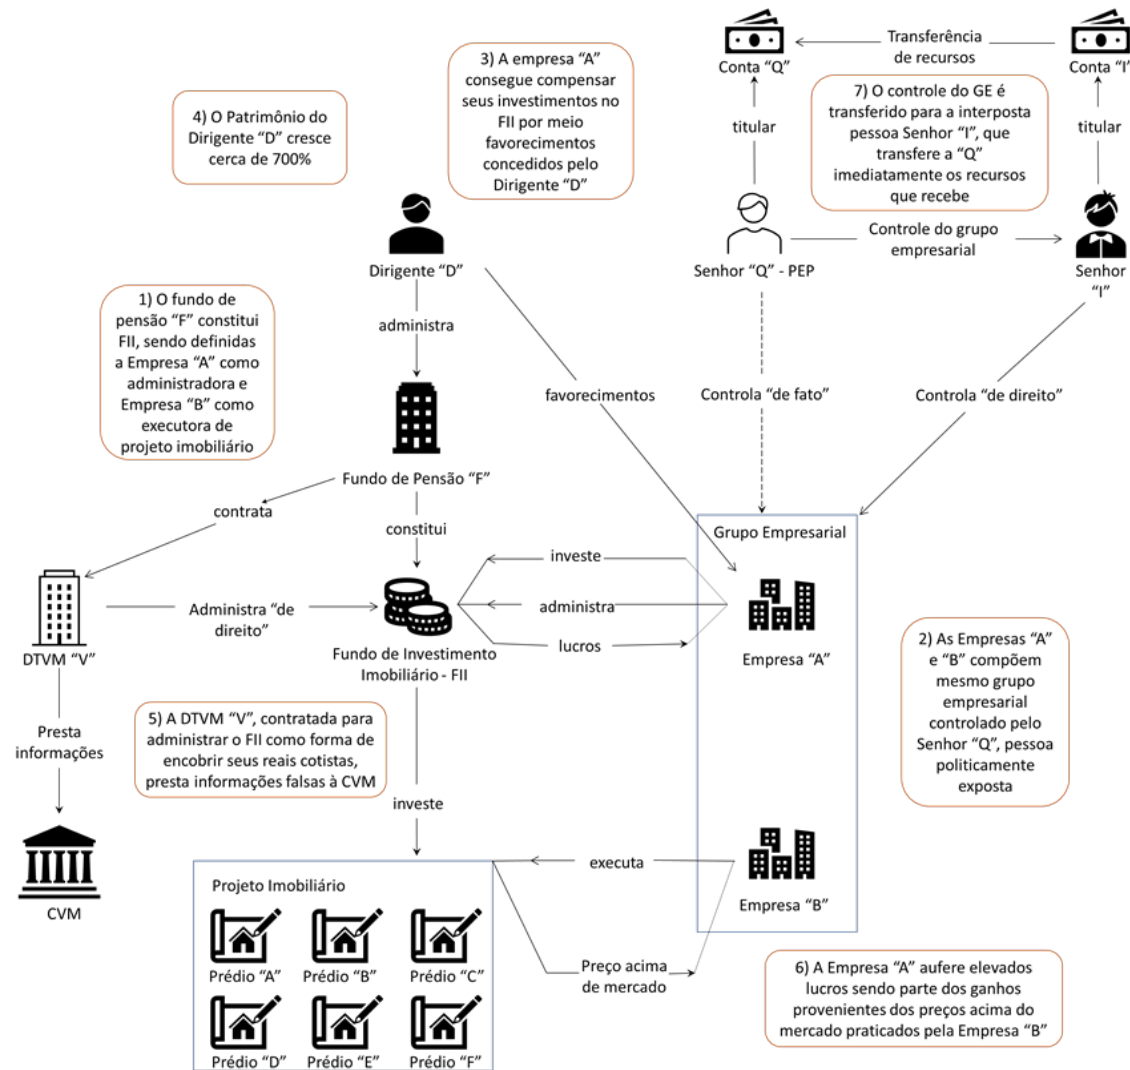 Transferência
de recursos
Conta “Q”
Conta “I”
3) A empresa “A”
consegue compensar
seus investimentos no
FII por meio
favorecimentos
concedidos pelo
Dirigente “D”
7) O controle do GE é
transferido para a interposta
pessoa Senhor “I”, que
transfere a “Q”
imediatamente os recursos
que recebe
4) O Patrimônio do
Dirigente “D” cresce
cerca de 700%
titular
titular
Dirigente “D”
Senhor “Q” - PEP
Controle do grupo
empresarial
Senhor
“I”
1) O fundo de
pensão “F” constitui
FII, sendo definidas
a Empresa “A” como
administradora e
Empresa “B” como
executora de
projeto imobiliário
administra
favorecimentos
Controla “de fato”
Controla “de direito”
Fundo de Pensão “F”
contrata
constitui
Grupo Empresarial
investe
administra
lucros
Administra “de
direito”
DTVM “V”
Fundo de Investimento
Imobiliário - FII
Empresa “A”
2) As Empresas “A”
e “B” compõem
mesmo grupo
empresarial
controlado pelo
Senhor “Q”, pessoa
politicamente
exposta
Presta
informações
5) A DTVM “V”, contratada para
administrar o FII como forma de
encobrir seus reais cotistas,
presta informações falsas à CVM
investe
CVM
executa
Empresa “B”
Projeto Imobiliário
Prédio “A”
Prédio “B”
Prédio “C”
Prédio “D”
Prédio “E”
Prédio “F”
Preço acima
de mercado
6) A Empresa “A” aufere elevados
lucros sendo parte dos ganhos
provenientes dos preços acima do
mercado praticados pela Empresa “B”